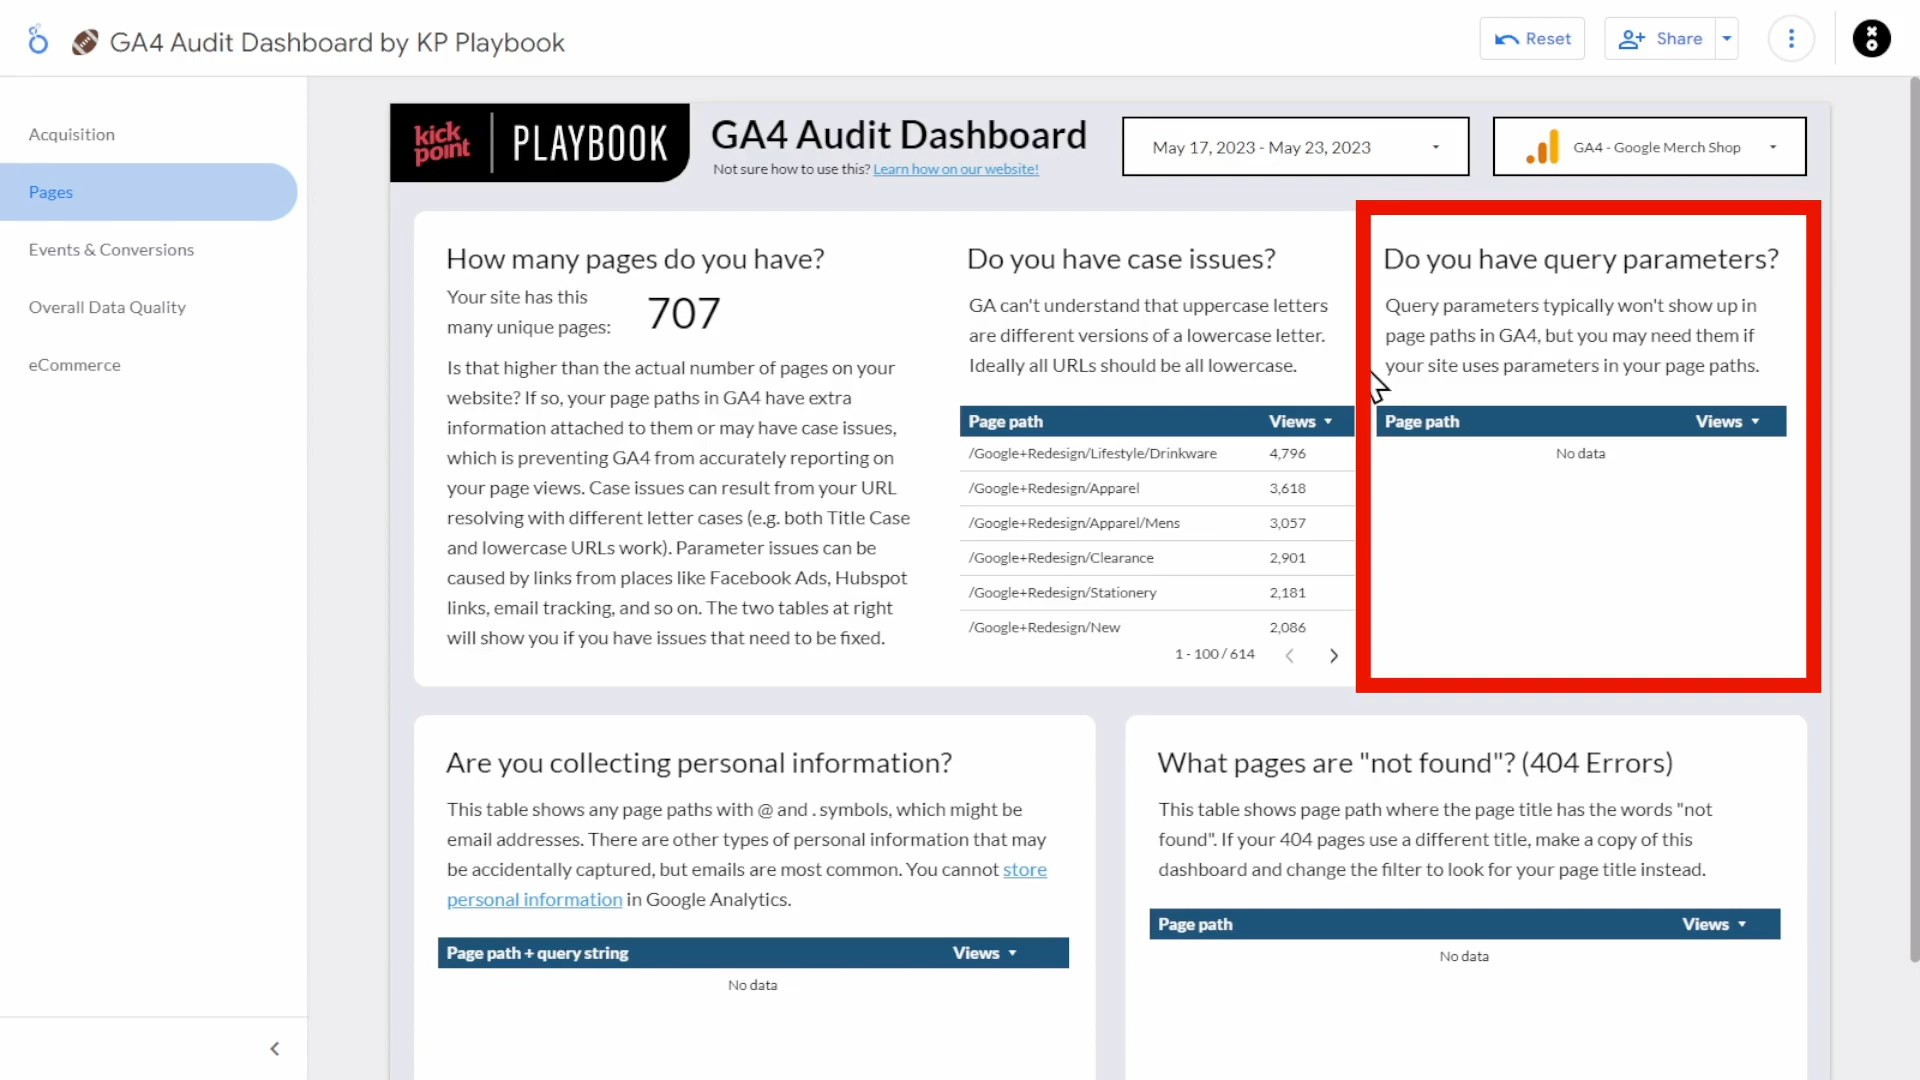 GA4 Audit Dashboard by KP Playbook
Reset
Share
Acquisition
Pages
Events & Conversions
Overall Data Quality
eCommerce
kick point
PLAYBOOK
GA4 Audit Dashboard
Not sure how to use this? Learn how on our website!
May 17, 2023 - May 23, 2023
GA4 - Google Merch Shop
How many pages do you have?
Your site has this
many unique pages:
707
Is that higher than the actual number of pages on your
website? If so, your page paths in GA4 have extra
information attached to them or may have case issues,
which is preventing GA4 from accurately reporting on
your page views. Case issues can result from your URL
resolving with different letter cases (e.g. both Title Case
and lowercase URLs work). Parameter issues can be
caused by links from places like Facebook Ads, Hubspot
links, email tracking, and so on. The two tables at right
will show you if you have issues that need to be fixed.
Do you have case issues?
GA can't understand that uppercase letters
are different versions of a lowercase letter.
Ideally all URLs should be all lowercase.
Page path Views
/Google+Redesign/Lifestyle/Drinkware 4,796
/Google+Redesign/Apparel 3,618
/Google+Redesign/Apparel/Mens 3,057
/Google+Redesign/Clearance 2,901
/Google+Redesign/Stationery 2,181
/Google+Redesign/New 2,086
1 - 100 / 614
Do you have query parameters?
Query parameters typically won't show up in
page paths in GA4, but you may need them if
your site uses parameters in your page paths.
Page path Views
No data
Are you collecting personal information?
This table shows any page paths with @ and . symbols, which might be
email addresses. There are other types of personal information that may
be accidentally captured, but emails are most common. You cannot store
personal information in Google Analytics.
Page path + query string Views
No data
What pages are "not found"? (404 Errors)
This table shows page path where the page title has the words "not
found". If your 404 pages use a different title, make a copy of this
dashboard and change the filter to look for your page title instead.
Page path Views
No data